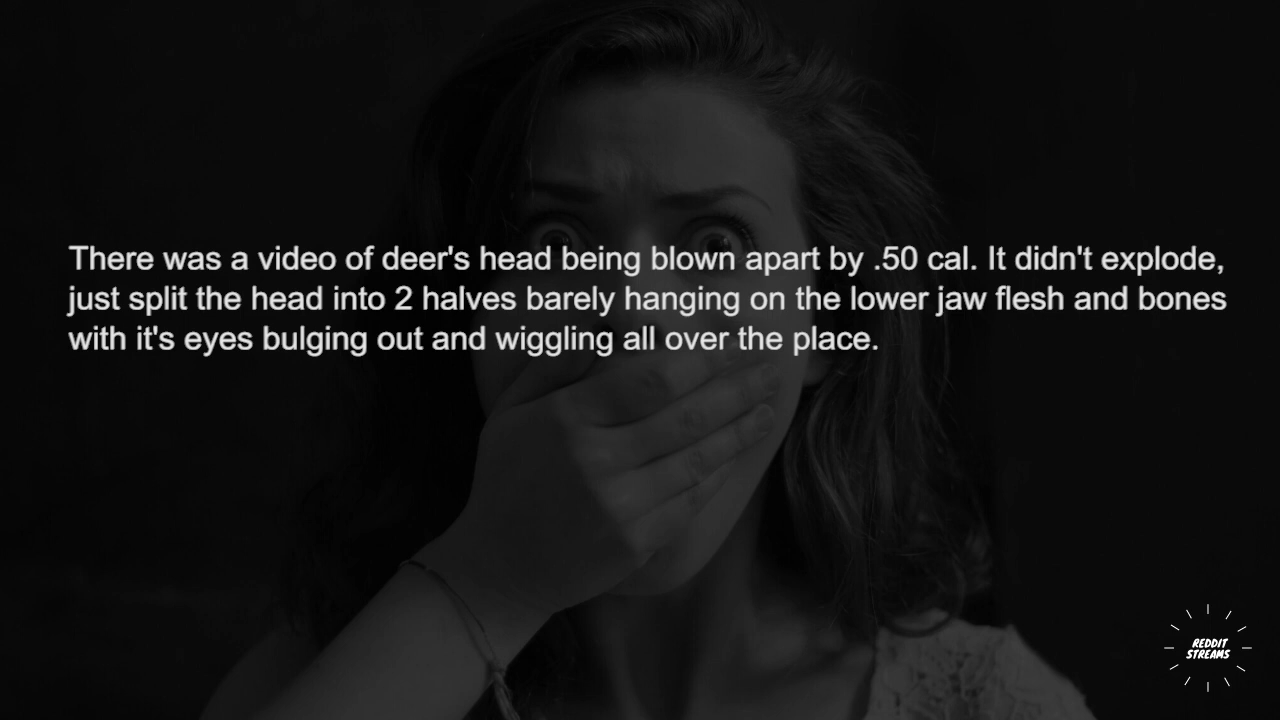 There was a video of deer's head being blown apart by .50 cal. It didn't explode,
just split the head into 2 halves barely hanging on the lower jaw flesh and bones
with it's eyes bulging out and wiggling all over the place.
REDDIT
STREAMS